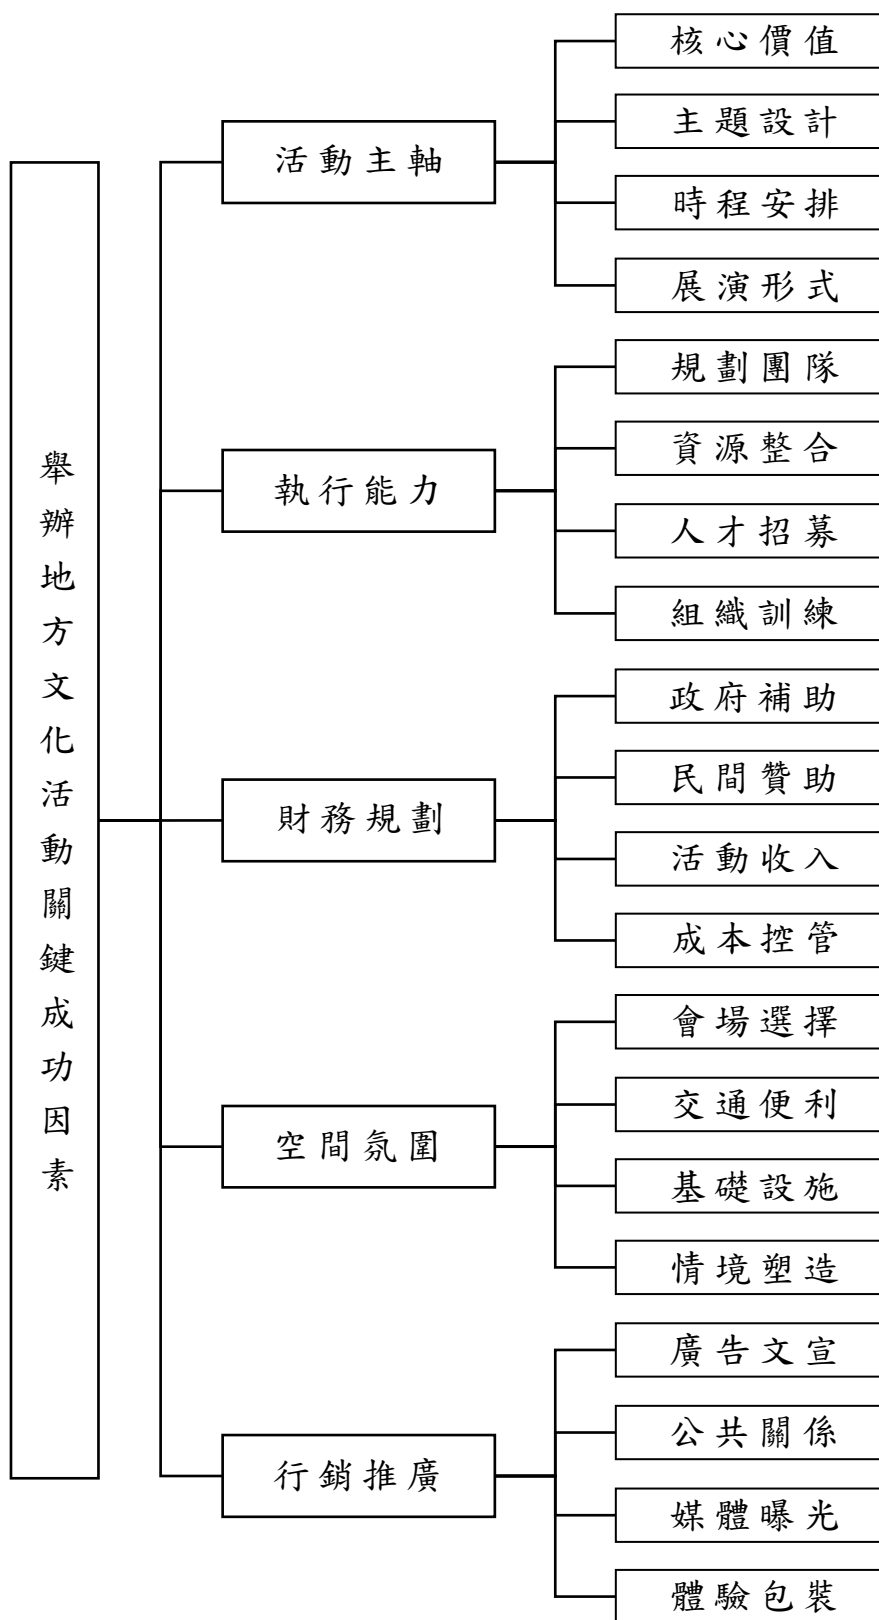 舉辦地方文化活動關鍵成功因素
活動主軸
核心價值
主題設計
時程安排
展演形式
執行能力
規劃團隊
資源整合
人才招募
組織訓練
財務規劃
政府補助
民間贊助
活動收入
成本控管
空間氛圍
會場選擇
交通便利
基礎設施
情境塑造
行銷推廣
廣告文宣
公共關係
媒體曝光
體驗包裝